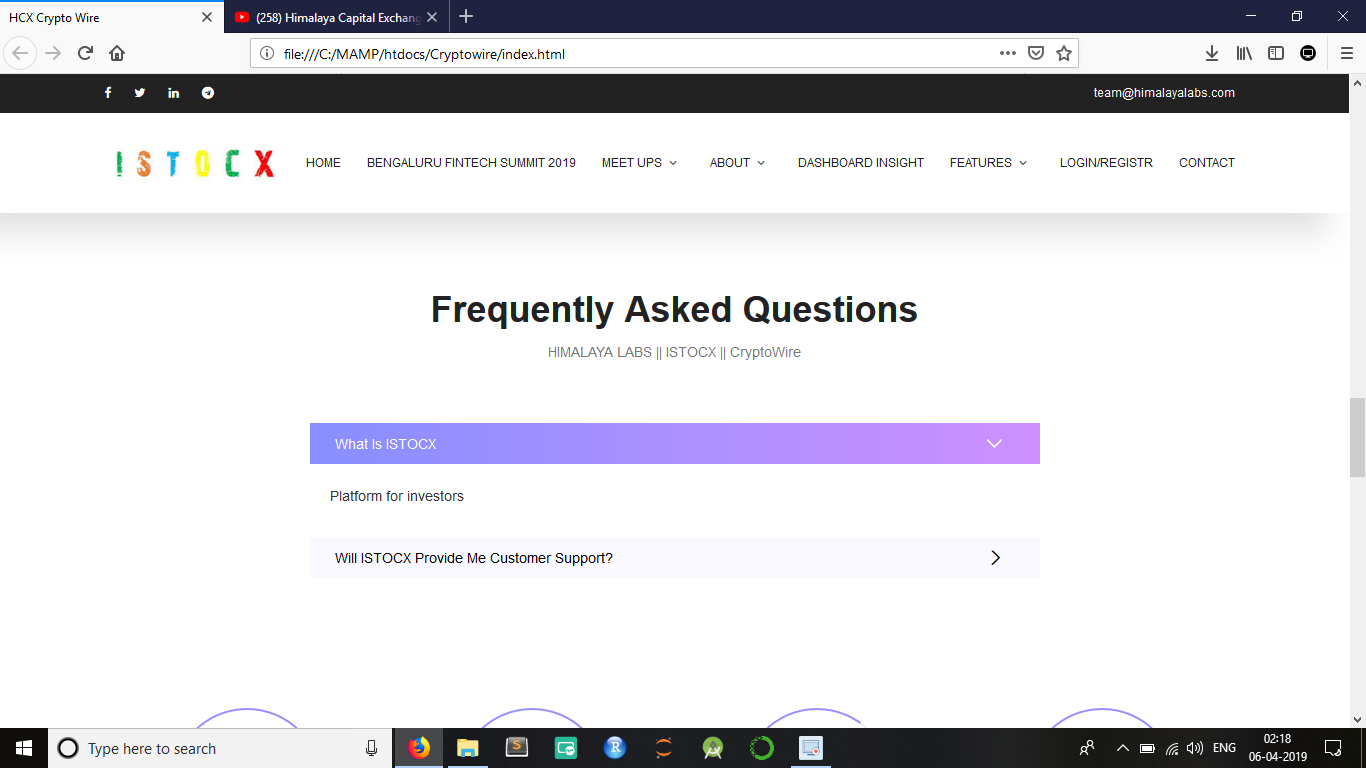 HCX Crypto Wire
(258) Himalaya Capital Exchang
file:///C:/MAMP/htdocs/Cryptowire/index.html
team@himalayalabs.com
ISTOCX HOME BENGALURU FINTECH SUMMIT 2019 MEET UPS ABOUT DASHBOARD INSIGHT FEATURES LOGIN/REGISTR CONTACT
Frequently Asked Questions
HIMALAYA LABS || ISTOCX || CryptoWire
What Is ISTOCX
Platform for investors
Will ISTOCX Provide Me Customer Support?
Type here to search
ENG
02:18
06-04-2019